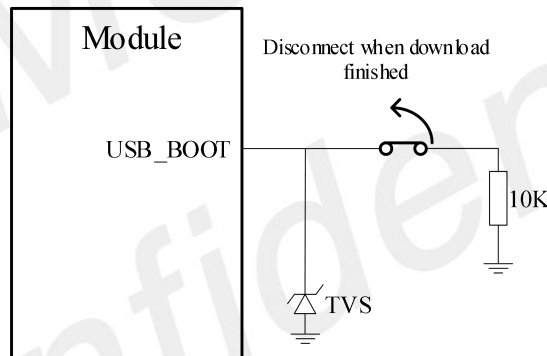 Module
Disconnect when download
finished
USB_BOOT
10K
TVS